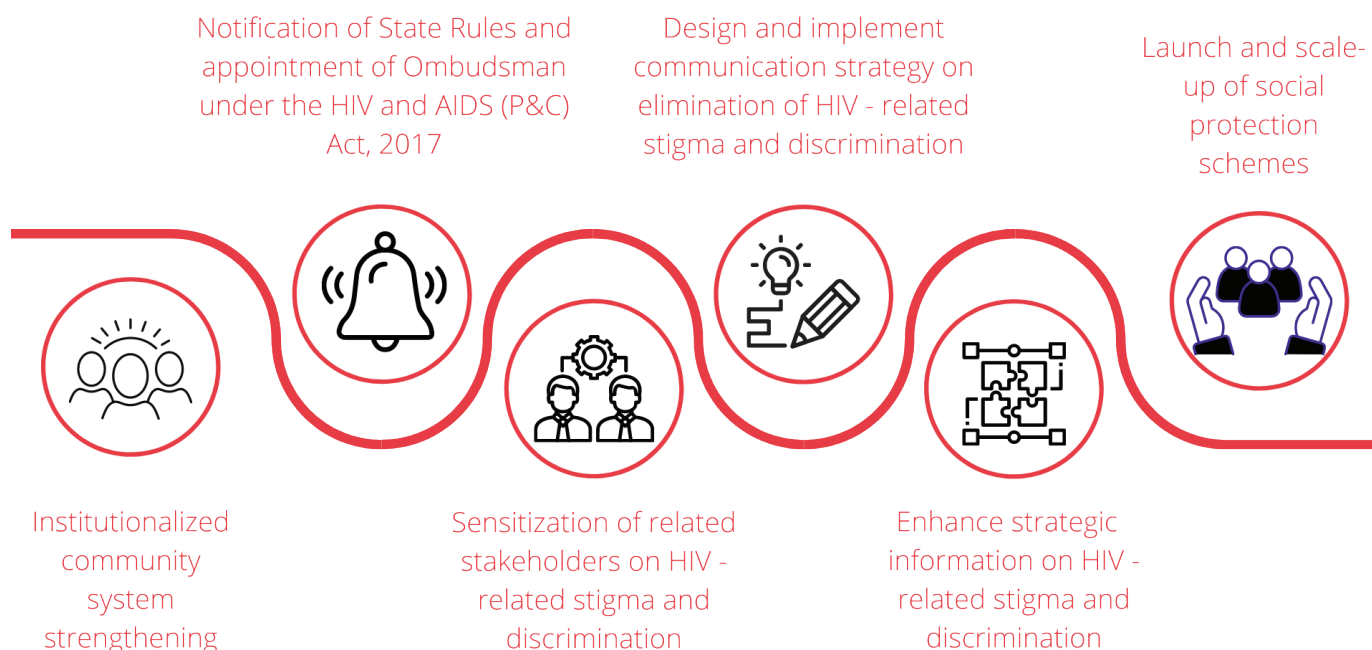 Institutionalized
community
system
strengthening
Notification of State Rules and
appointment of Ombudsman
under the HIV and AIDS (P&C)
Act, 2017
Sensitization of related
stakeholders on HIV -
related stigma and
discrimination
Design and implement
communication strategy on
elimination of HIV - related
stigma and discrimination
Enhance strategic
information on HIV -
related stigma and
discrimination
Launch and scale-
up of social
protection
schemes